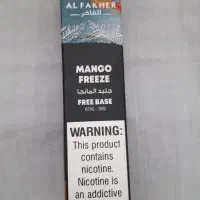 AL FAKHER
الفاخر
MANGO
FREEZE
جليد المانجا
FREE BASE
WARNING:
This product
contains
nicotine.
Nicotine is
an addictive